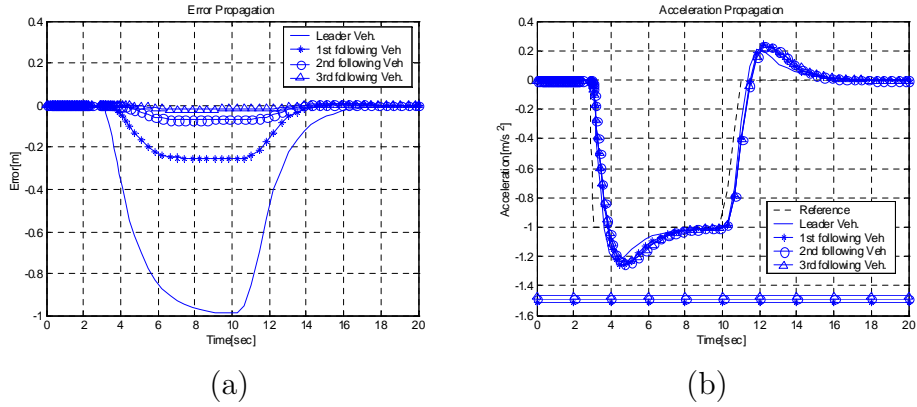 Error Propagation
0.4
0.2
0
-0.2
-0.4
-0.6
-0.8
-1
Error[m]
Leader Veh.
1st following Veh
2nd following Veh
3rd following Veh.
0 2 4 6 8 10 12 14 16 18 20
Time[sec]
(a)
Acceleration Propagation
0.4
0.2
0
-0.2
-0.4
-0.6
-0.8
-1
-1.2
-1.4
-1.6
Acceleration[m/s²]
Reference
Leader Veh.
1st following Veh
2nd following Veh
3rd following Veh.
0 2 4 6 8 10 12 14 16 18 20
Time[sec]
(b)